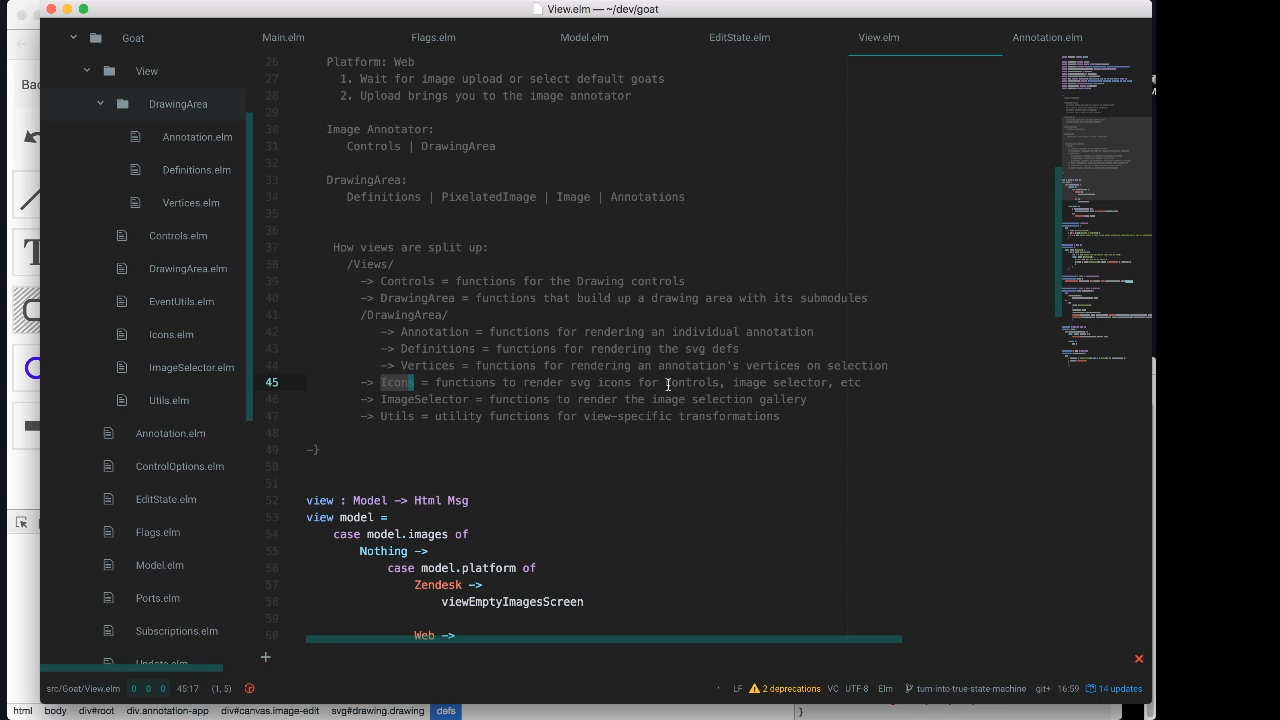 View.elm — ~/dev/goat
Goat
View
DrawingArea
Annotation.elm
Definitions.elm
Vertices.elm
Controls.elm
DrawingArea.elm
EventUtils.elm
Icons.elm
ImageSelector.elm
Utils.elm
Annotation.elm
ControlOptions.elm
EditState.elm
Flags.elm
Model.elm
Ports.elm
Subscriptions.elm
Update.elm
Main.elm Flags.elm Model.elm EditState.elm View.elm Annotation.elm
26 Platform: Web
27 1. Wait for image upload or select default goats
28 2. Upload brings you to the image annotator
29
30 Image Annotator:
31 Controls | DrawingArea
32
33 DrawingArea:
34 Definitions | PixelatedImage | Image | Annotations
35
36
37 How views are split up:
38 /Views/
39 -> Controls = functions for the Drawing controls
40 -> DrawingArea = functions that build up a drawing area with its submodules
41 /DrawingArea/
42 -> Annotation = functions for rendering an individual annotation
43 -> Definitions = functions for rendering the svg defs
44 -> Vertices = functions for rendering an annotation's vertices on selection
45 -> Icons = functions to render svg icons for controls, image selector, etc
46 -> ImageSelector = functions to render the image selection gallery
47 -> Utils = utility functions for view-specific transformations
48
49 -}
50
51
52 view : Model -> Html Msg
53 view model =
54 case model.images of
55 Nothing ->
56 case model.platform of
57 Zendesk ->
58 viewEmptyImagesScreen
59
60 Web ->
+
src/Goat/View.elm 0 0 0 45:17 (1, 5) LF 2 deprecations VC UTF-8 Elm turn-into-true-state-machine git+ 16:59 14 updates
html body div#root div.annotation-app div#canvas.image-edit svg#drawing.drawing defs }
Bac
T